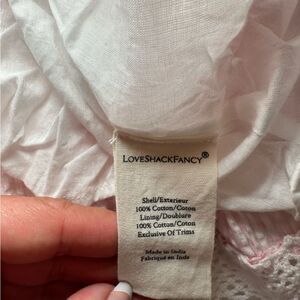 LOVESHACKFANCY®
Shell/Exterieur
100% Cotton/Coton
Lining/Doublure
100% Cotton/Coton
Exclusive Of Trims
Made in India
Fabriqué en Inde